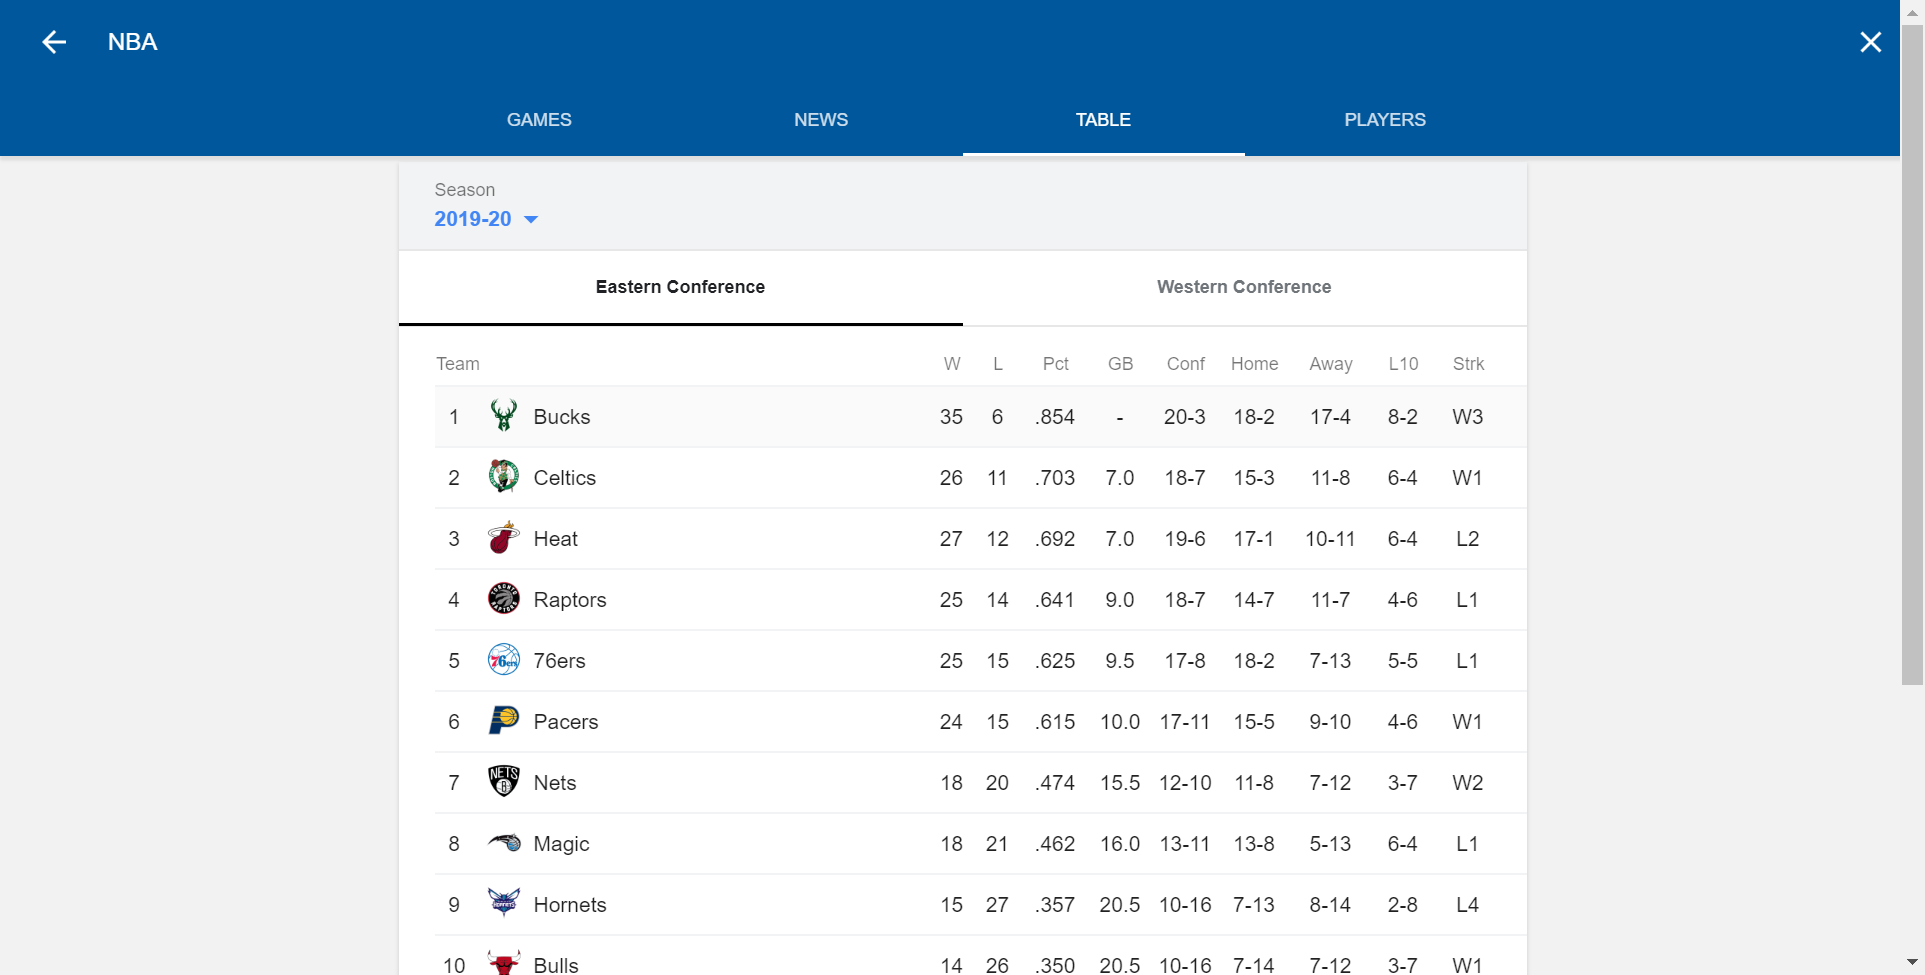 NBA
GAMES NEWS TABLE PLAYERS
Season
2019-20
Eastern Conference Western Conference
Team W L Pct GB Conf Home Away L10 Strk
1 Bucks 35 6 .854 - 20-3 18-2 17-4 8-2 W3
2 Celtics 26 11 .703 7.0 18-7 15-3 11-8 6-4 W1
3 Heat 27 12 .692 7.0 19-6 17-1 10-11 6-4 L2
4 Raptors 25 14 .641 9.0 18-7 14-7 11-7 4-6 L1
5 76ers 25 15 .625 9.5 17-8 18-2 7-13 5-5 L1
6 Pacers 24 15 .615 10.0 17-11 15-5 9-10 4-6 W1
7 NETS Nets 18 20 .474 15.5 12-10 11-8 7-12 3-7 W2
8 Magic 18 21 .462 16.0 13-11 13-8 5-13 6-4 L1
9 Hornets 15 27 .357 20.5 10-16 7-13 8-14 2-8 L4
10 Bulls 14 26 .350 20.5 10-16 7-14 7-12 3-7 W1